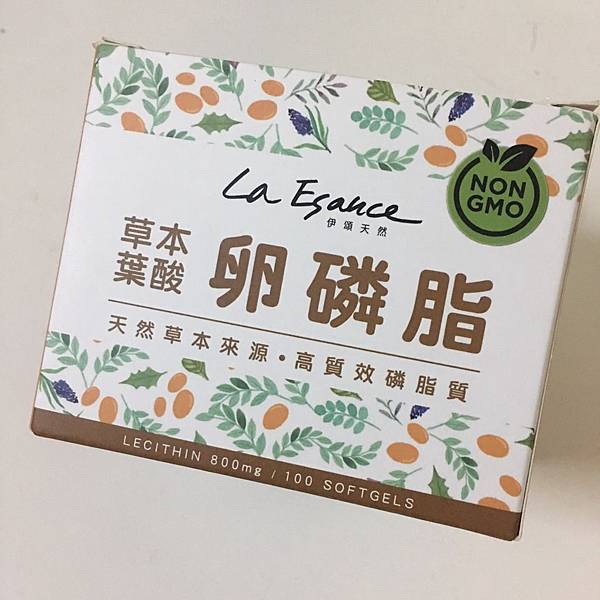 La Esance
伊頌天然
NON
GMO
草本
葉酸
卵磷脂
天然草本來源・高質效磷脂質
LECITHIN 800mg / 100 SOFTGELS